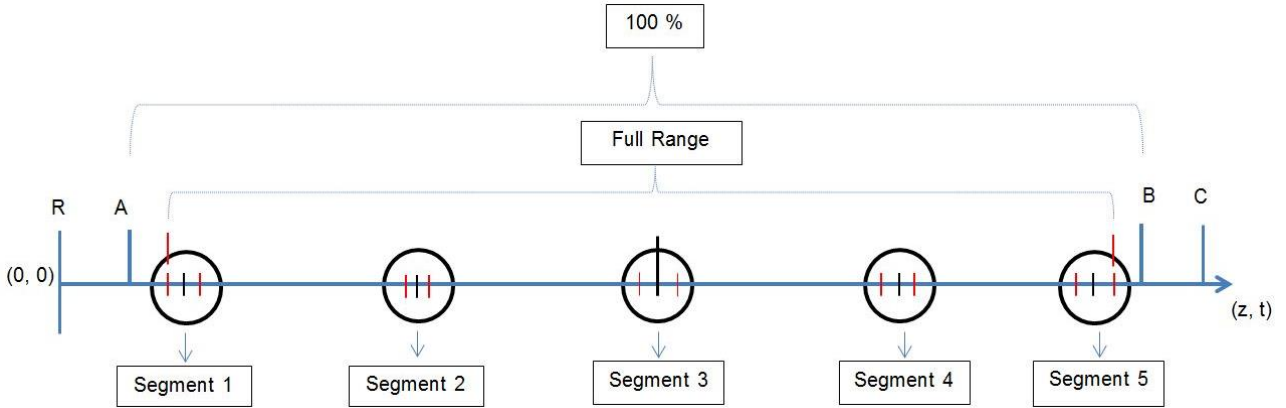 100 %
Full Range
R
A
B
C
(0, 0)
(z, t)
Segment 1
Segment 2
Segment 3
Segment 4
Segment 5